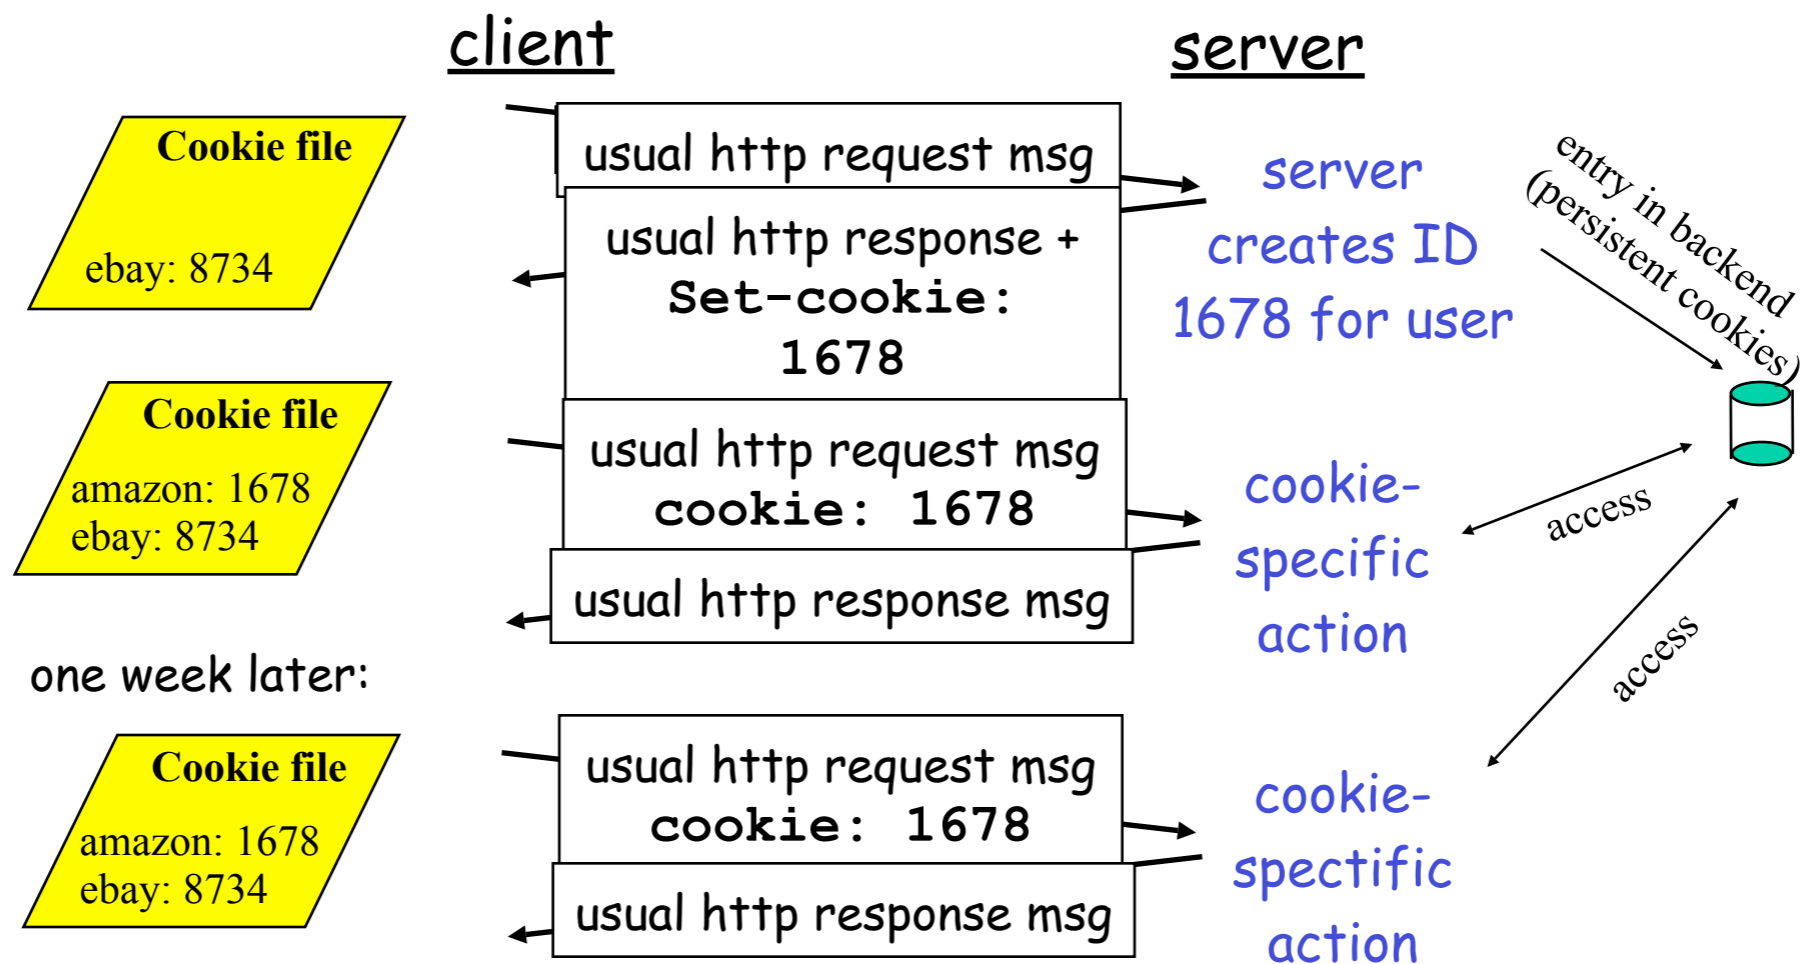 client
server
Cookie file
ebay: 8734
usual http request msg
usual http response +
Set-cookie:
1678
server
creates ID
1678 for user
entry in backend
(persistent cookies)
Cookie file
amazon: 1678
ebay: 8734
usual http request msg
cookie: 1678
usual http response msg
cookie-
specific
action
access
access
one week later:
Cookie file
amazon: 1678
ebay: 8734
usual http request msg
cookie: 1678
usual http response msg
cookie-
spectific
action